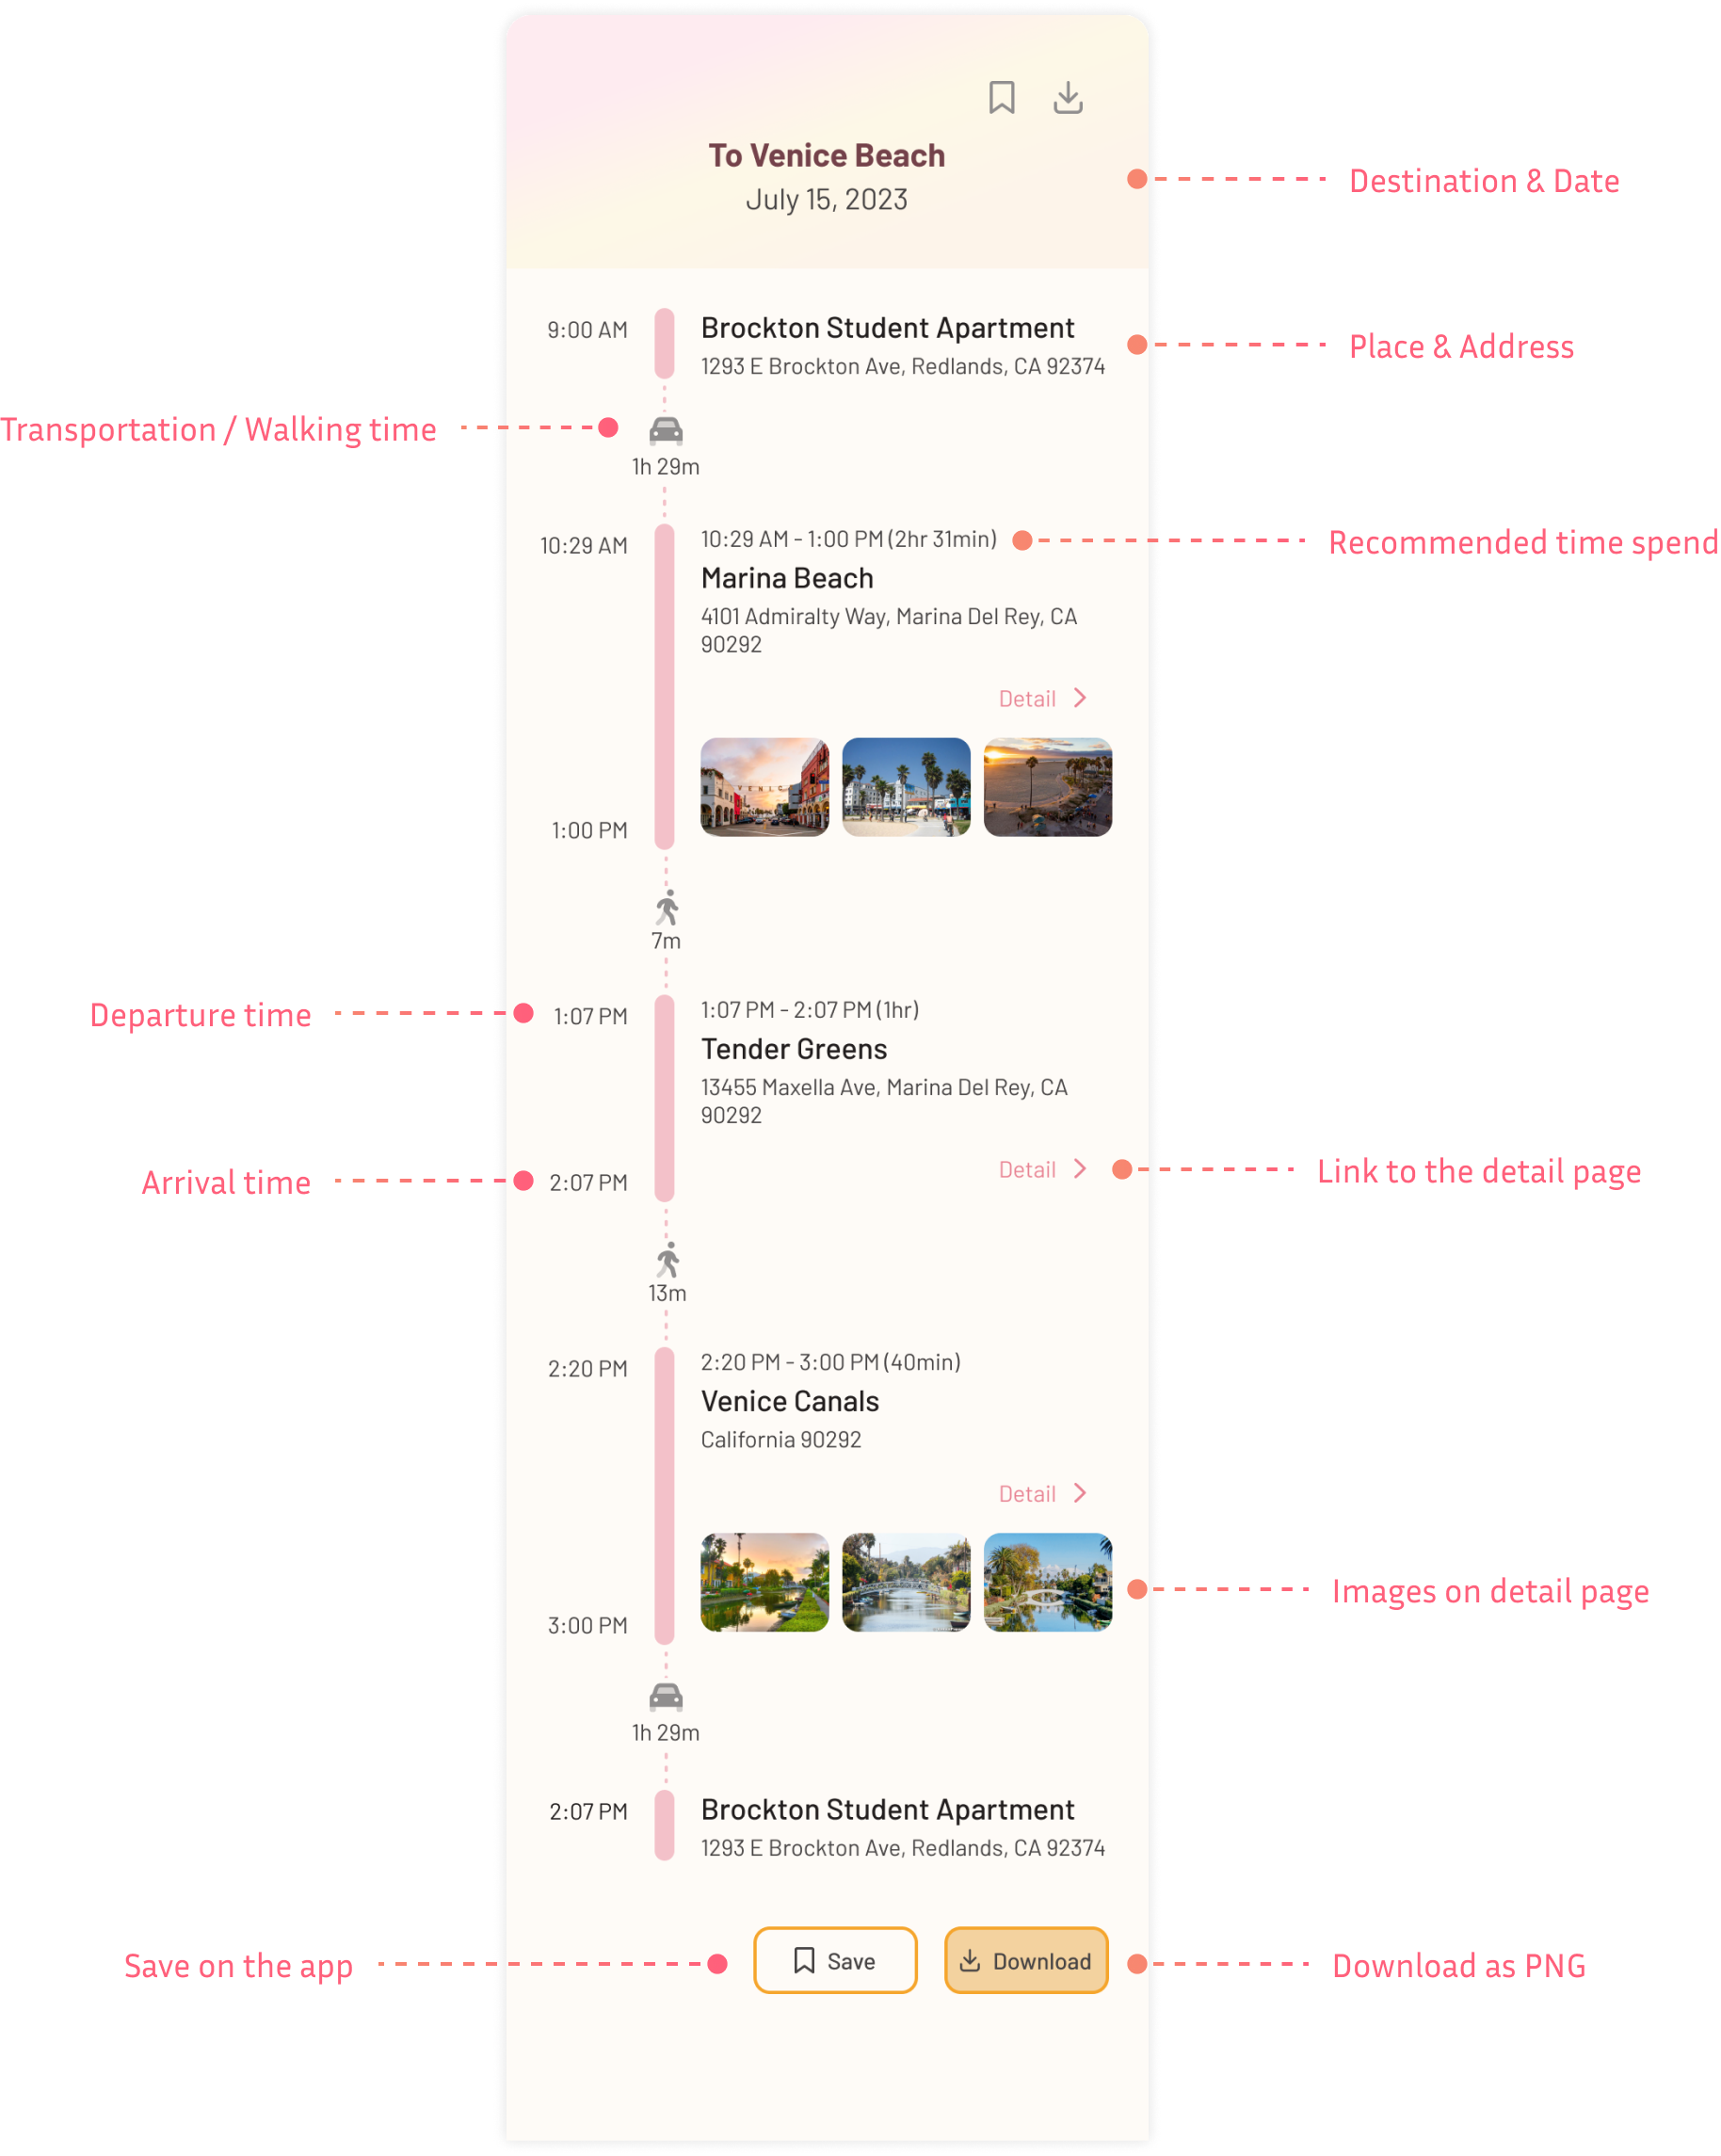 To Venice Beach
July 15, 2023
Destination & Date
9:00 AM
Brockton Student Apartment
1293 E Brockton Ave, Redlands, CA 92374
Place & Address
Transportation / Walking time
1h 29m
10:29 AM
10:29 AM - 1:00 PM (2hr 31min)
Recommended time spend
Marina Beach
4101 Admiralty Way, Marina Del Rey, CA
90292
Detail
VENICE
1:00 PM
7m
Departure time
1:07 PM
1:07 PM - 2:07 PM (1hr)
Tender Greens
13455 Maxella Ave, Marina Del Rey, CA
90292
Arrival time
2:07 PM
Detail
Link to the detail page
13m
2:20 PM
2:20 PM - 3:00 PM (40min)
Venice Canals
California 90292
Detail
Images on detail page
3:00 PM
1h 29m
2:07 PM
Brockton Student Apartment
1293 E Brockton Ave, Redlands, CA 92374
Save on the app
Save
Download
Download as PNG